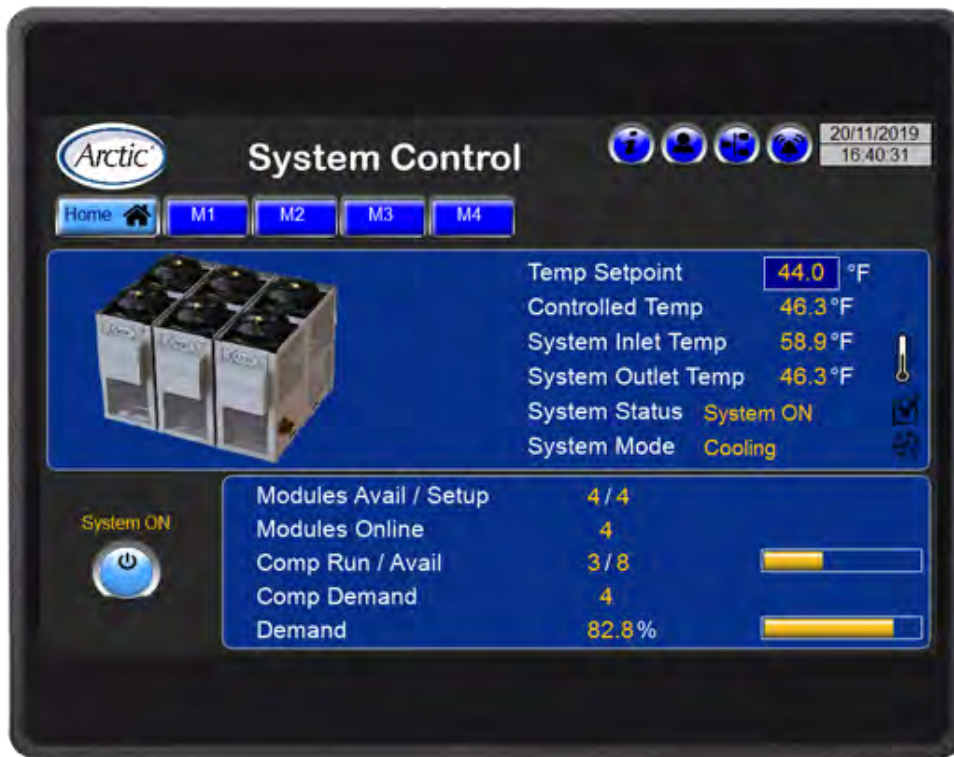 Arctic
System Control
20/11/2019
16:40:31
Home
M1
M2
M3
M4
Temp Setpoint 44.0 °F
Controlled Temp 46.3 °F
System Inlet Temp 58.9 °F
System Outlet Temp 46.3 °F
System Status System ON
System Mode Cooling
System ON
Modules Avail / Setup 4 / 4
Modules Online 4
Comp Run / Avail 3 / 8
Comp Demand 4
Demand 82.8 %